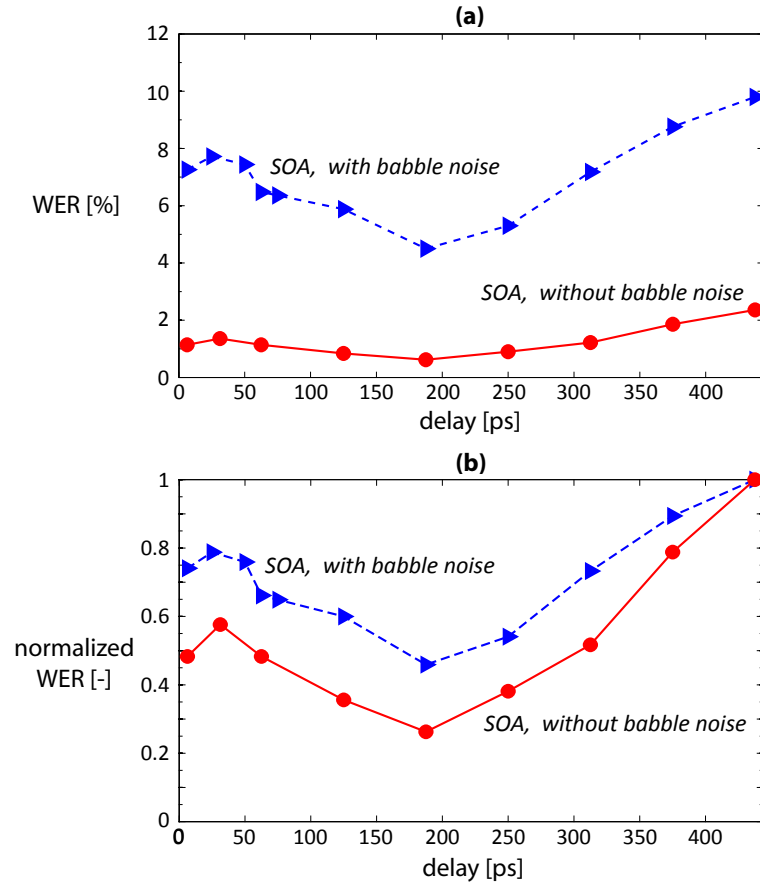 (a)
12
10
8
6
4
2
0
WER [%]
SOA, with babble noise
SOA, without babble noise
0 50 100 150 200 250 300 350 400
delay [ps]
(b)
1
0.8
0.6
0.4
0.2
0
normalized
WER [-]
SOA, with babble noise
SOA, without babble noise
0 50 100 150 200 250 300 350 400
delay [ps]